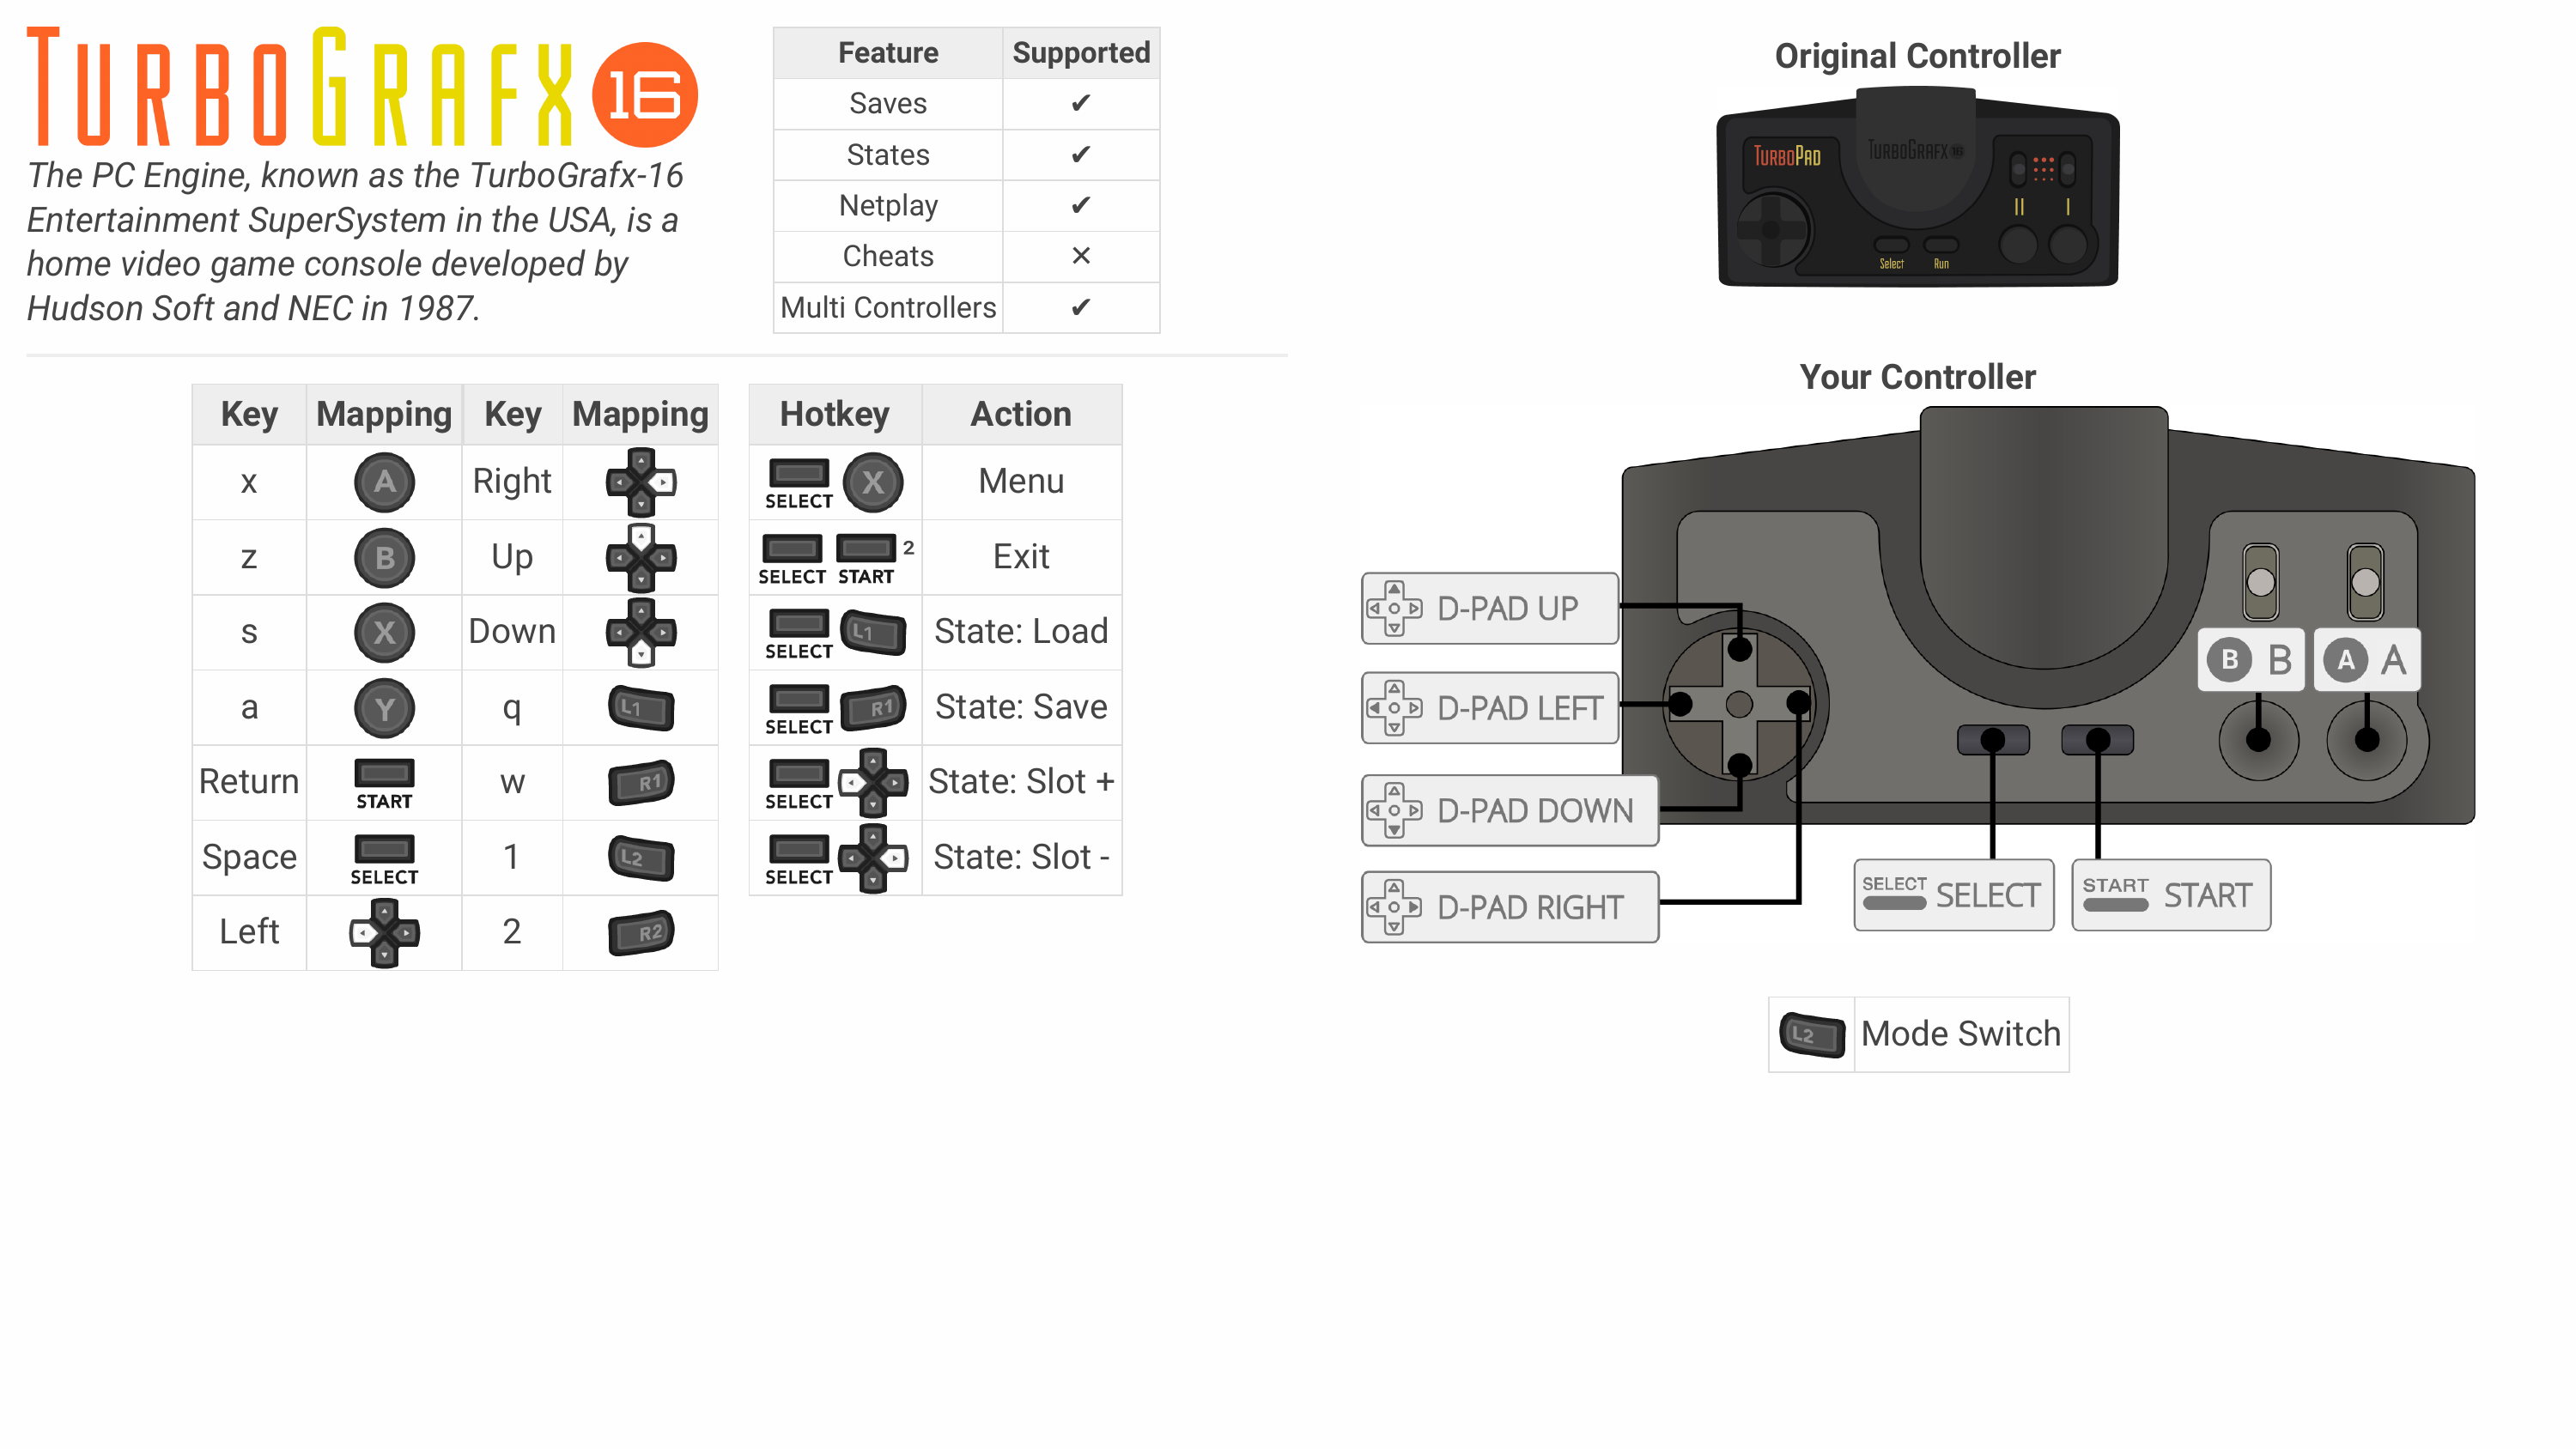 TURBOGRAFX 16
The PC Engine, known as the TurboGrafx-16
Entertainment SuperSystem in the USA, is a
home video game console developed by
Hudson Soft and NEC in 1987.
Feature Supported
Saves ✔
States ✔
Netplay ✔
Cheats ✕
Multi Controllers ✔
Key Mapping Key Mapping
x A Right
z B Up
s X Down
a Y q L1
Return START w R1
Space SELECT 1 L2
Left 2 R2
Hotkey Action
SELECT X Menu
SELECT START 2 Exit
SELECT L1 State: Load
SELECT R1 State: Save
SELECT State: Slot +
SELECT State: Slot -
Original Controller
TURBOPAD
TURBOGRAFX 16
II I
Select Run
Your Controller
D-PAD UP
D-PAD LEFT
D-PAD DOWN
D-PAD RIGHT
B B
A A
SELECT SELECT
START START
L2 Mode Switch